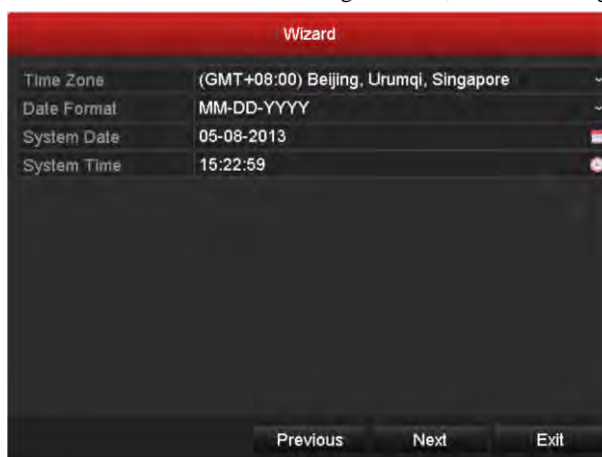 Wizard
Time Zone (GMT+08:00) Beijing, Urumqi, Singapore
Date Format MM-DD-YYYY
System Date 05-08-2013
System Time 15:22:59
Previous Next Exit